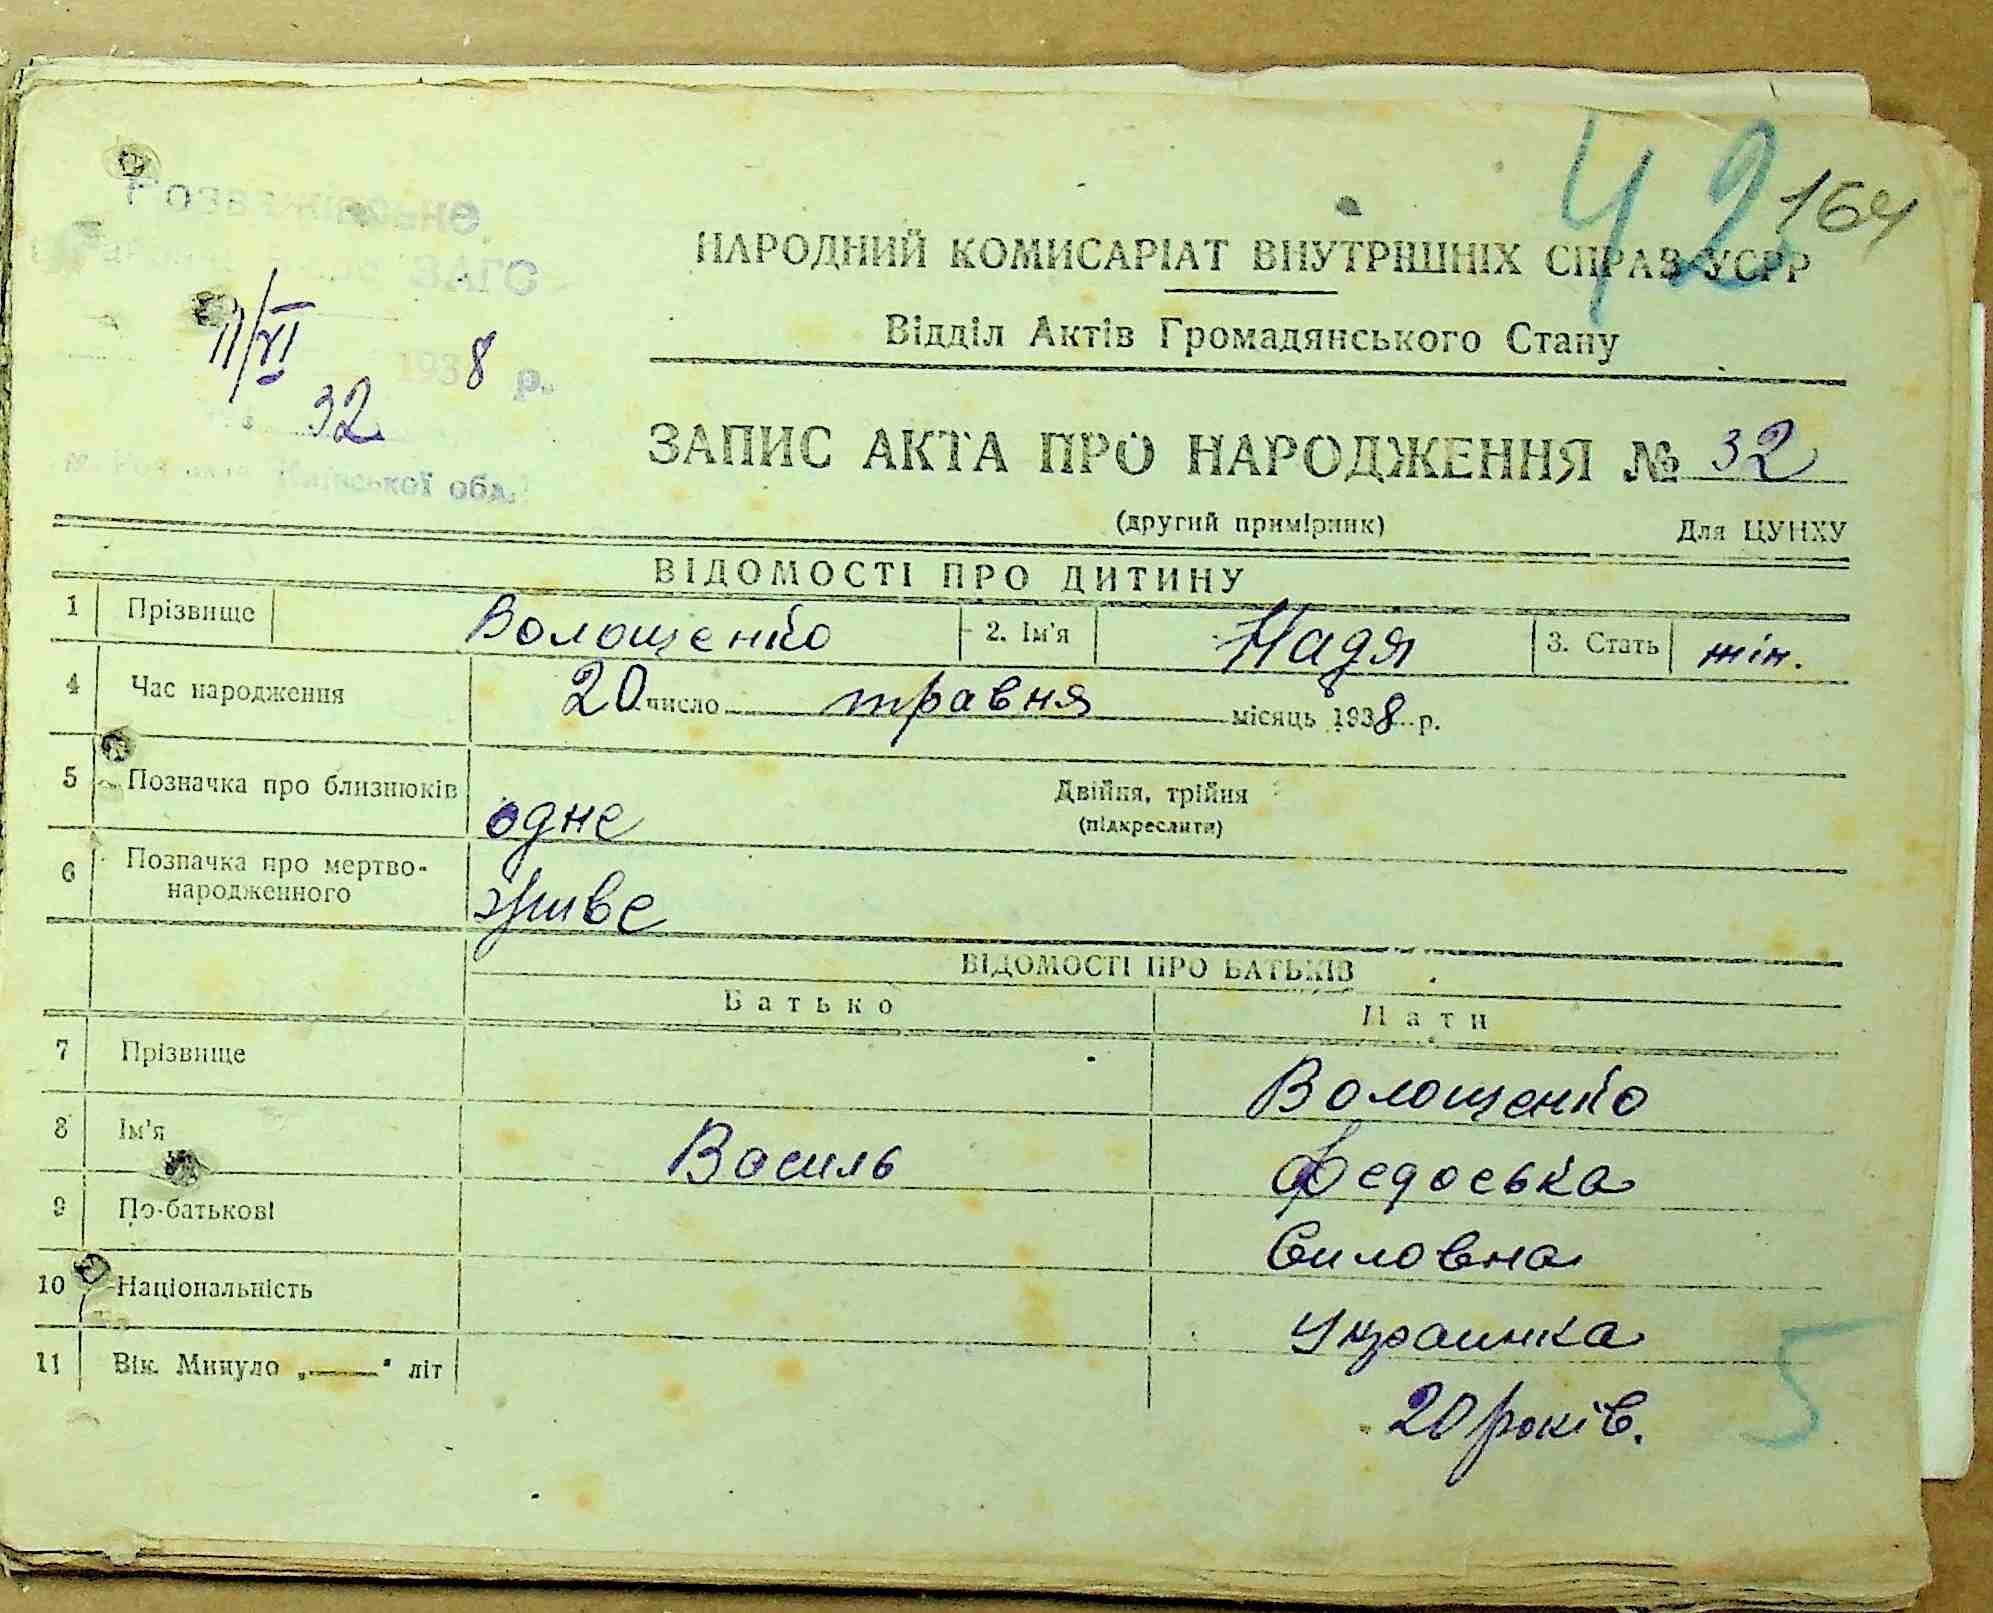 42
164
ЗАГС
11/VI 1938 р.
32
Київської обл.
НАРОДНИЙ КОМИСАРІАТ ВНУТРІШНІХ СПРАВ УСРР
Відділ Актів Громадянського Стану
ЗАПИС АКТА ПРО НАРОДЖЕННЯ № 32
(другий примірник) Для ЦУНХУ
ВІДОМОСТІ ПРО ДИТИНУ
1 Прізвище Волощенко 2. Ім'я Надя 3. Стать жін.
4 Час народження 20 число травня місяць 1938 р.
5 Позначка про близнюків одне Двійня, трійня
(підкреслити)
6 Позначка про мертво-
народженного живе
ВІДОМОСТІ ПРО БАТЬКІВ
Батько Мати
7 Прізвище Волощенко
8 Ім'я Василь Федоська
9 По-батькові Силовна
10 Національність Украинка
11 Вік. Минуло „——“ літ 20 років.
5